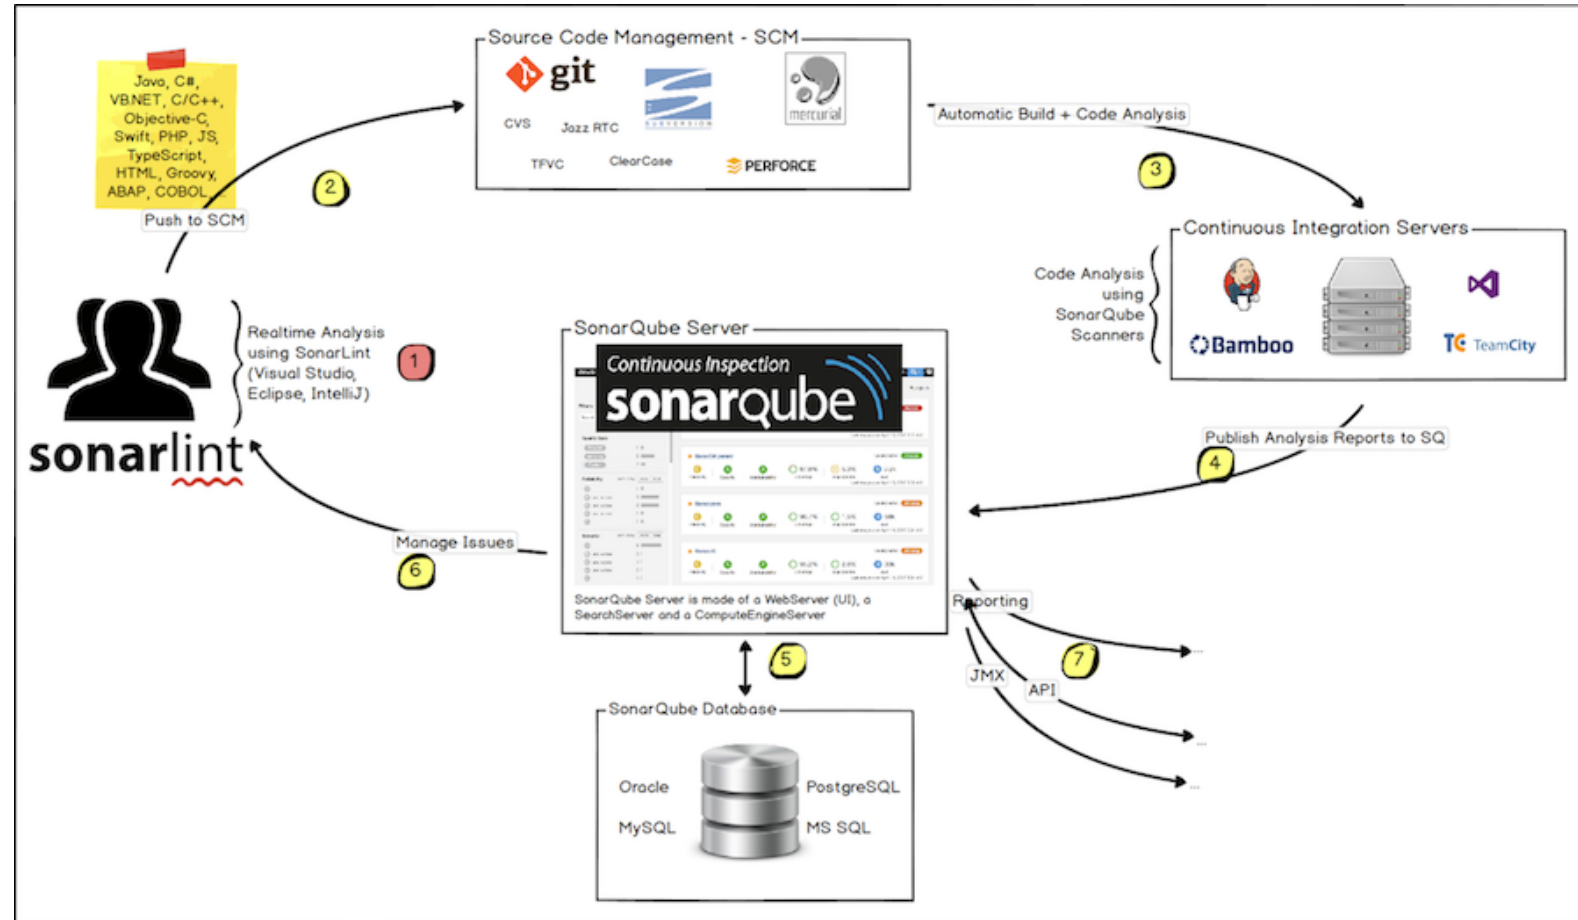 Java, C#,
VB.NET, C/C++,
Objective-C,
Swift, PHP, JS,
TypeScript,
HTML, Groovy,
ABAP, COBOL,
Push to SCM
2
Source Code Management - SCM
git
SUBVERSION
mercurial
CVS
Jazz RTC
TFVC
ClearCase
PERFORCE
Automatic Build + Code Analysis
3
Continuous Integration Servers
Code Analysis
using
SonarQube
Scanners
Bamboo
TC TeamCity
Realtime Analysis
using SonarLint
(Visual Studio,
Eclipse, IntelliJ)
1
sonarlint
SonarQube Server
Continuous Inspection
sonarqube
SonarQube Server is made of a WebServer (UI), a
SearchServer and a ComputeEngineServer
Publish Analysis Reports to SQ
4
Manage Issues
6
5
Reporting
7
JMX
API
...
...
...
SonarQube Database
Oracle
PostgreSQL
MySQL
MS SQL